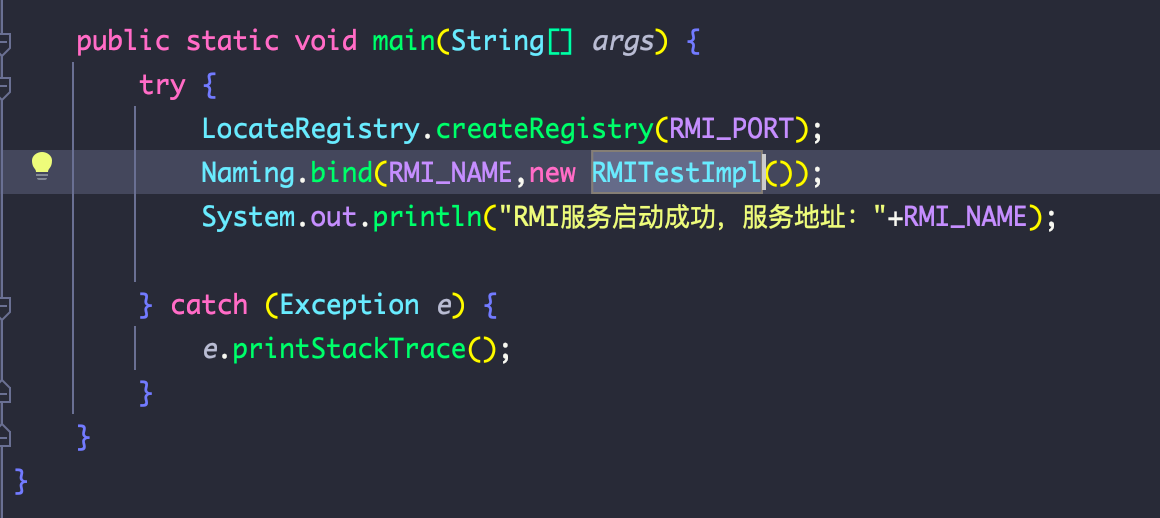 public static void main(String[] args) {
try {
LocateRegistry.createRegistry(RMI_PORT);
Naming.bind(RMI_NAME,new RMITestImpl());
System.out.println("RMI服务启动成功，服务地址："+RMI_NAME);
} catch (Exception e) {
e.printStackTrace();
}
}
}